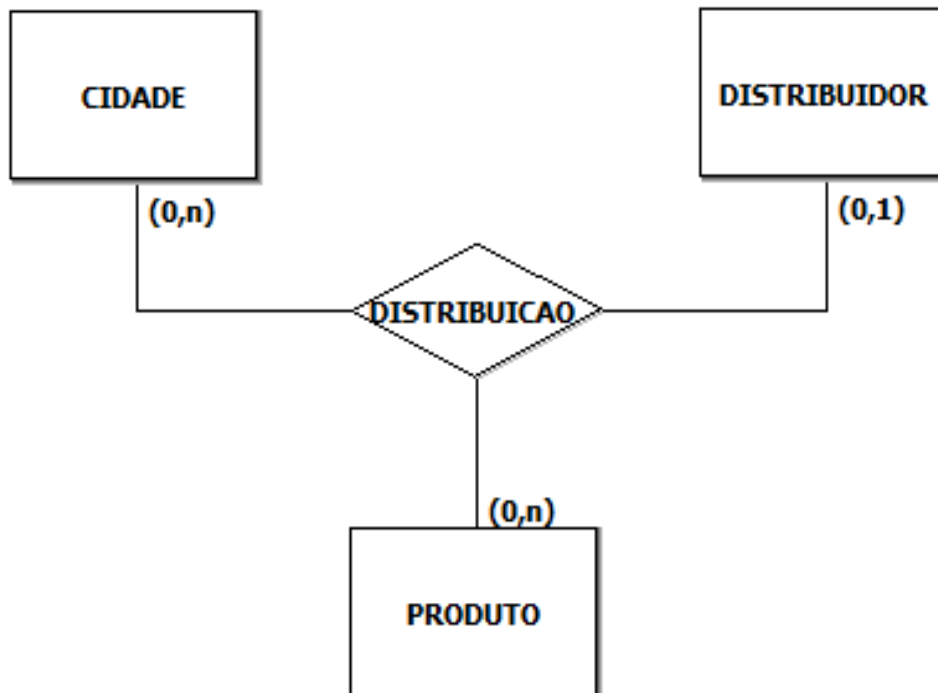 CIDADE
DISTRIBUIDOR
(0,n)
(0,1)
DISTRIBUICAO
(0,n)
PRODUTO